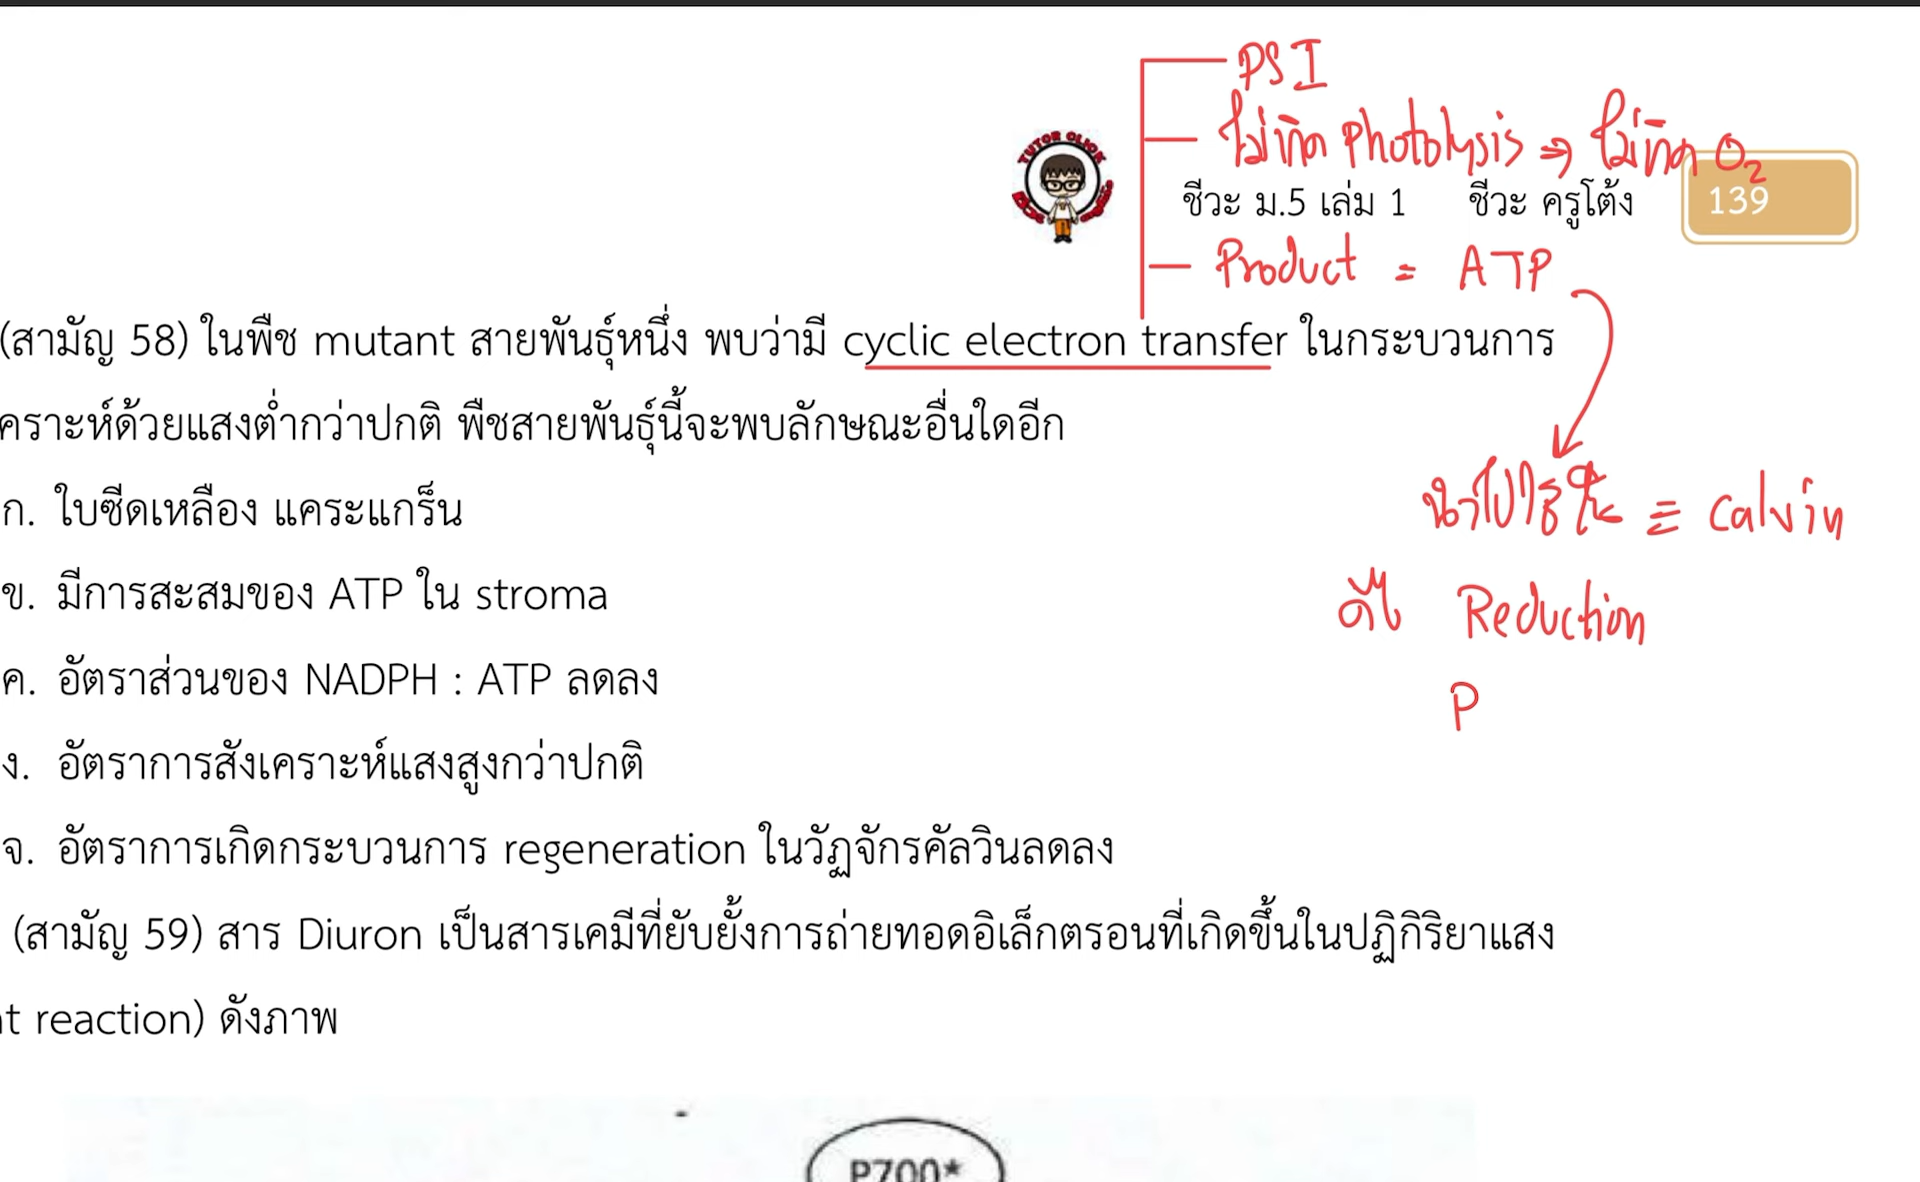 PSI
ไม่เกิด Photolysis ⇒ ไม่เกิด O₂
TUTOR CLICK
ชีวะ ม.5 เล่ม 1 ชีวะ ครูโต้ง 139
Product = ATP
(สามัญ 58) ในพืช mutant สายพันธุ์หนึ่ง พบว่ามี cyclic electron transfer ในกระบวนการ
คราะห์ด้วยแสงต่ำกว่าปกติ พืชสายพันธุ์นี้จะพบลักษณะอื่นใดอีก
ก. ใบซีดเหลือง แคระแกร็น
นำไปใช้ใน Calvin
ข. มีการสะสมของ ATP ใน stroma
Reduction
ค. อัตราส่วนของ NADPH : ATP ลดลง
P
ง. อัตราการสังเคราะห์แสงสูงกว่าปกติ
จ. อัตราการเกิดกระบวนการ regeneration ในวัฏจักรคัลวินลดลง
(สามัญ 59) สาร Diuron เป็นสารเคมีที่ยับยั้งการถ่ายทอดอิเล็กตรอนที่เกิดขึ้นในปฏิกิริยาแสง
t reaction) ดังภาพ
P700*